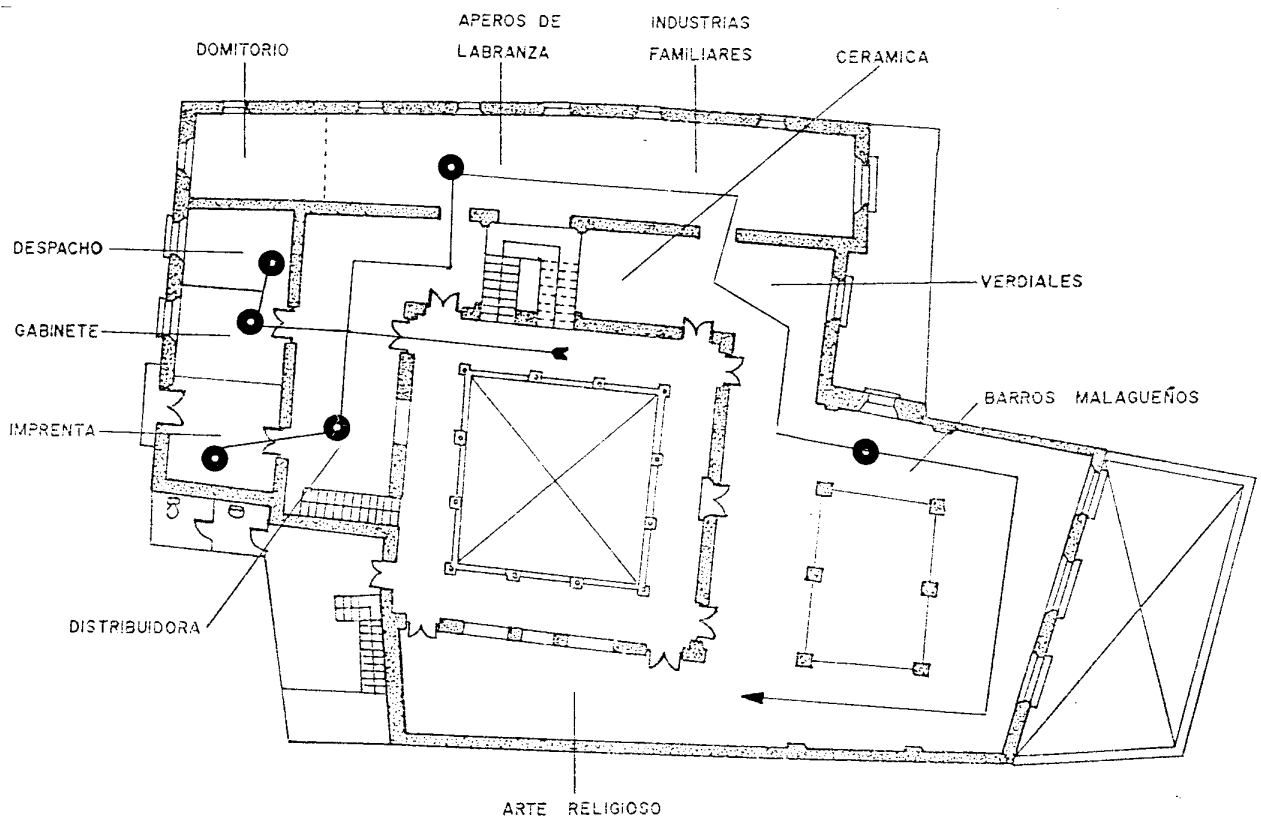 DOMITORIO
APEROS DE
LABRANZA
INDUSTRIAS
FAMILIARES
CERAMICA
DESPACHO
VERDIALES
GABINETE
BARROS MALAGUEÑOS
IMPRENTA
DISTRIBUIDORA
ARTE RELIGIOSO